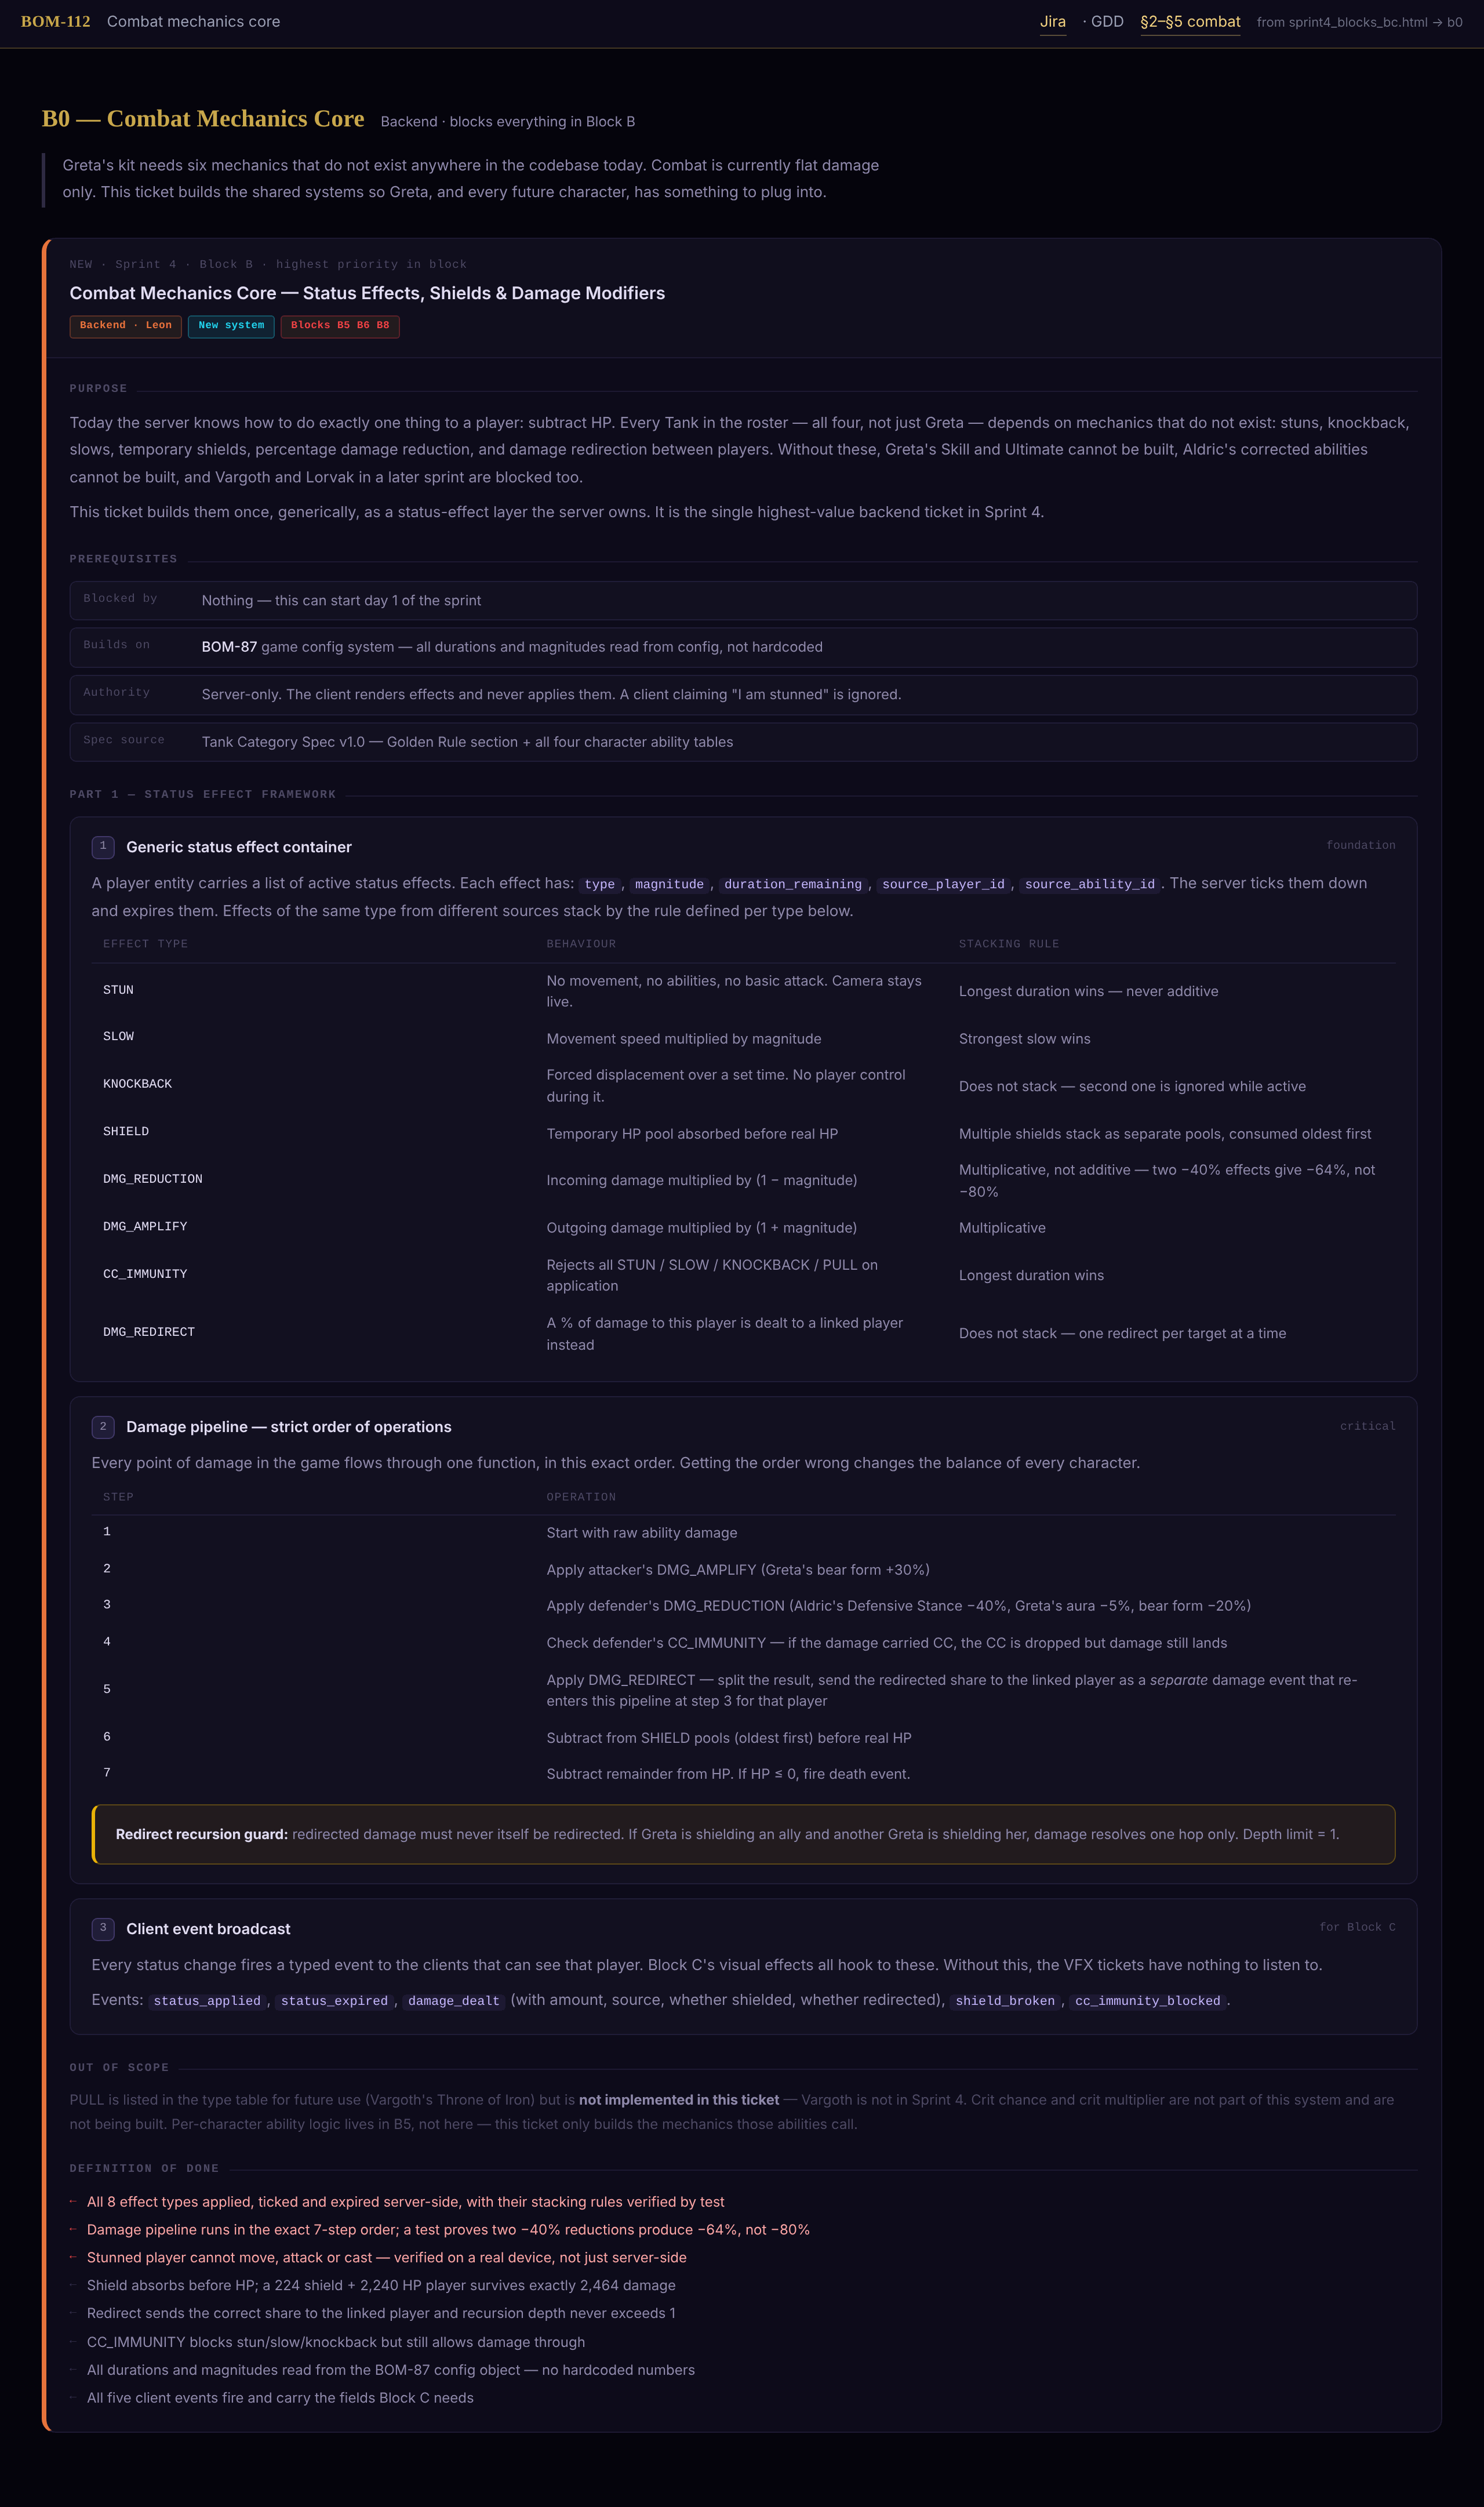 BOM-112 Combat mechanics core Jira · GDD §2–§5 combat from sprint4_blocks_bc.html → b0
B0 — Combat Mechanics Core Backend · blocks everything in Block B
Greta's kit needs six mechanics that do not exist anywhere in the codebase today. Combat is currently flat damage
only. This ticket builds the shared systems so Greta, and every future character, has something to plug into.
NEW · Sprint 4 · Block B · highest priority in block
Combat Mechanics Core — Status Effects, Shields & Damage Modifiers
Backend · Leon New system Blocks B5 B6 B8
PURPOSE
Today the server knows how to do exactly one thing to a player: subtract HP. Every Tank in the roster — all four, not just Greta — depends on mechanics that do not exist: stuns, knockback,
slows, temporary shields, percentage damage reduction, and damage redirection between players. Without these, Greta's Skill and Ultimate cannot be built, Aldric's corrected abilities
cannot be built, and Vargoth and Lorvak in a later sprint are blocked too.
This ticket builds them once, generically, as a status-effect layer the server owns. It is the single highest-value backend ticket in Sprint 4.
PREREQUISITES
Blocked by Nothing — this can start day 1 of the sprint
Builds on BOM-87 game config system — all durations and magnitudes read from config, not hardcoded
Authority Server-only. The client renders effects and never applies them. A client claiming "I am stunned" is ignored.
Spec source Tank Category Spec v1.0 — Golden Rule section + all four character ability tables
PART 1 — STATUS EFFECT FRAMEWORK
1 Generic status effect container foundation
A player entity carries a list of active status effects. Each effect has: type, magnitude, duration_remaining, source_player_id, source_ability_id. The server ticks them down
and expires them. Effects of the same type from different sources stack by the rule defined per type below.
EFFECT TYPE BEHAVIOUR STACKING RULE
STUN No movement, no abilities, no basic attack. Camera stays
live. Longest duration wins — never additive
SLOW Movement speed multiplied by magnitude Strongest slow wins
KNOCKBACK Forced displacement over a set time. No player control
during it. Does not stack — second one is ignored while active
SHIELD Temporary HP pool absorbed before real HP Multiple shields stack as separate pools, consumed oldest first
DMG_REDUCTION Incoming damage multiplied by (1 − magnitude) Multiplicative, not additive — two −40% effects give −64%, not
−80%
DMG_AMPLIFY Outgoing damage multiplied by (1 + magnitude) Multiplicative
CC_IMMUNITY Rejects all STUN / SLOW / KNOCKBACK / PULL on
application Longest duration wins
DMG_REDIRECT A % of damage to this player is dealt to a linked player
instead Does not stack — one redirect per target at a time
2 Damage pipeline — strict order of operations critical
Every point of damage in the game flows through one function, in this exact order. Getting the order wrong changes the balance of every character.
STEP OPERATION
1 Start with raw ability damage
2 Apply attacker's DMG_AMPLIFY (Greta's bear form +30%)
3 Apply defender's DMG_REDUCTION (Aldric's Defensive Stance −40%, Greta's aura −5%, bear form −20%)
4 Check defender's CC_IMMUNITY — if the damage carried CC, the CC is dropped but damage still lands
5 Apply DMG_REDIRECT — split the result, send the redirected share to the linked player as a separate damage event that re-
enters this pipeline at step 3 for that player
6 Subtract from SHIELD pools (oldest first) before real HP
7 Subtract remainder from HP. If HP ≤ 0, fire death event.
Redirect recursion guard: redirected damage must never itself be redirected. If Greta is shielding an ally and another Greta is shielding her, damage resolves one hop only. Depth limit = 1.
3 Client event broadcast for Block C
Every status change fires a typed event to the clients that can see that player. Block C's visual effects all hook to these. Without this, the VFX tickets have nothing to listen to.
Events: status_applied, status_expired, damage_dealt (with amount, source, whether shielded, whether redirected), shield_broken, cc_immunity_blocked.
OUT OF SCOPE
PULL is listed in the type table for future use (Vargoth's Throne of Iron) but is not implemented in this ticket — Vargoth is not in Sprint 4. Crit chance and crit multiplier are not part of this system and are
not being built. Per-character ability logic lives in B5, not here — this ticket only builds the mechanics those abilities call.
DEFINITION OF DONE
← All 8 effect types applied, ticked and expired server-side, with their stacking rules verified by test
← Damage pipeline runs in the exact 7-step order; a test proves two −40% reductions produce −64%, not −80%
← Stunned player cannot move, attack or cast — verified on a real device, not just server-side
← Shield absorbs before HP; a 224 shield + 2,240 HP player survives exactly 2,464 damage
← Redirect sends the correct share to the linked player and recursion depth never exceeds 1
← CC_IMMUNITY blocks stun/slow/knockback but still allows damage through
← All durations and magnitudes read from the BOM-87 config object — no hardcoded numbers
← All five client events fire and carry the fields Block C needs